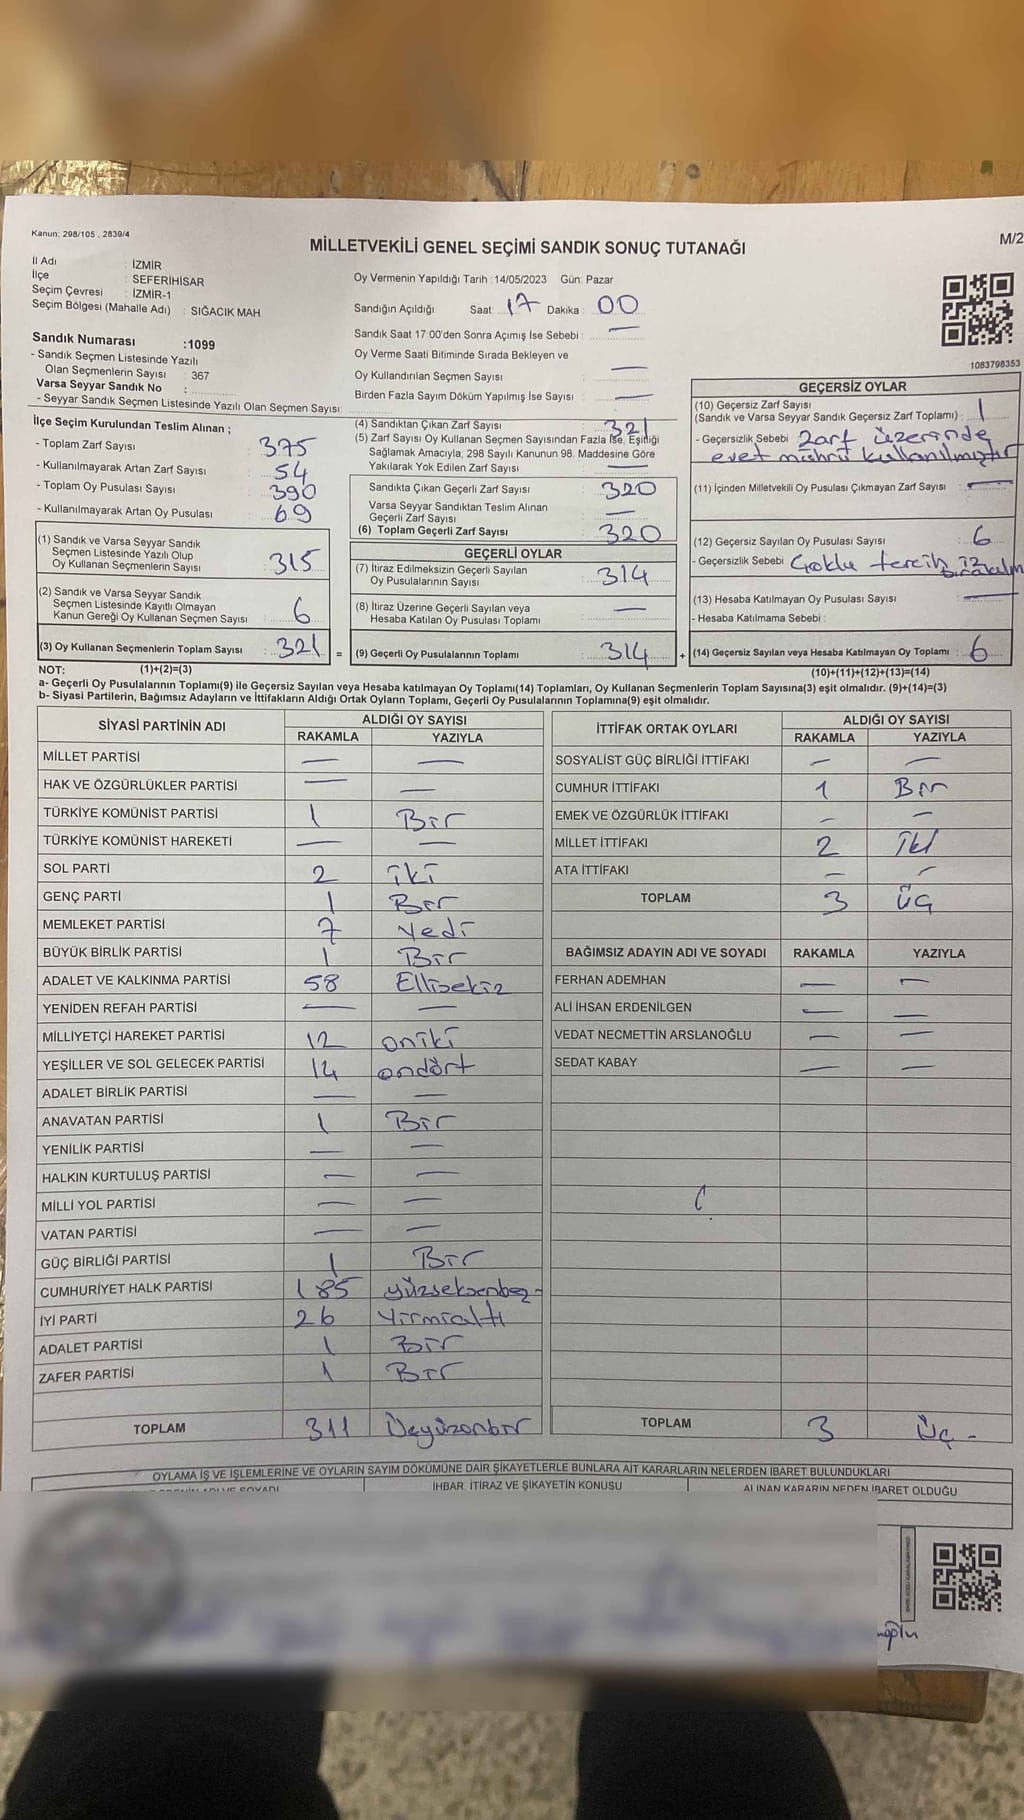 Kanun: 298/105 , 2839/4
MİLLETVEKİLİ GENEL SEÇİMİ SANDIK SONUÇ TUTANAĞI
M/2
İl Adı : İZMİR
İlçe : SEFERİHİSAR
Seçim Çevresi : İZMİR-1
Seçim Bölgesi (Mahalle Adı) : SIĞACIK MAH.
Oy Vermenin Yapıldığı Tarih : 14/05/2023 Gün: Pazar
Sandığın Açıldığı Saat: 17 Dakika : 00
Sandık Saat 17:00'den Sonra Açımış İse Sebebi : —
Oy Verme Saati Bitiminde Sırada Bekleyen ve
Oy Kullandırılan Seçmen Sayısı —
Birden Fazla Sayım Döküm Yapılmış İse Sayısı : —
1083798353
Sandık Numarası :1099
- Sandık Seçmen Listesinde Yazılı
Olan Seçmenlerin Sayısı : 367
Varsa Seyyar Sandık No :
- Seyyar Sandık Seçmen Listesinde Yazılı Olan Seçmen Sayısı:
İlçe Seçim Kurulundan Teslim Alınan ;
- Toplam Zarf Sayısı : 375
- Kullanılmayarak Artan Zarf Sayısı : 54
- Toplam Oy Pusulası Sayısı : 390
- Kullanılmayarak Artan Oy Pusulası : 69
(1) Sandık ve Varsa Seyyar Sandık
Seçmen Listesinde Yazılı Olup
Oy Kullanan Seçmenlerin Sayısı : 315
(2) Sandık ve Varsa Seyyar Sandık
Seçmen Listesinde Kayıtlı Olmayan
Kanun Gereği Oy Kullanan Seçmen Sayısı : 6
(3) Oy Kullanan Seçmenlerin Toplam Sayısı : 321 =
(4) Sandıktan Çıkan Zarf Sayısı : 321
(5) Zarf Sayısı Oy Kullanan Seçmen Sayısından Fazla İse, Eşitliği
Sağlamak Amacıyla, 298 Sayılı Kanunun 98. Maddesine Göre
Yakılarak Yok Edilen Zarf Sayısı : —
Sandıkta Çıkan Geçerli Zarf Sayısı : 320
Varsa Seyyar Sandıktan Teslim Alınan
Geçerli Zarf Sayısı : —
(6) Toplam Geçerli Zarf Sayısı : 320
GEÇERLİ OYLAR
(7) İtiraz Edilmeksizin Geçerli Sayılan
Oy Pusulalarının Sayısı : 314
(8) İtiraz Üzerine Geçerli Sayılan veya
Hesaba Katılan Oy Pusulaları Toplamı : —
(9) Geçerli Oy Pusulalarının Toplamı : 314 +
GEÇERSİZ OYLAR
(10) Geçersiz Zarf Sayısı
(Sandık ve Varsa Seyyar Sandık Geçersiz Zarf Toplamı) : 1
- Geçersizlik Sebebi : Zarf üzerinde
evet mührü kullanılmıştır
(11) İçinden Milletvekili Oy Pusulası Çıkmayan Zarf Sayısı : —
(12) Geçersiz Sayılan Oy Pusulası Sayısı : 6
- Geçersizlik Sebebi : Çoklu tercih, iz
(13) Hesaba Katılmayan Oy Pusulası Sayısı : —
- Hesaba Katılmama Sebebi :
(14) Geçersiz Sayılan veya Hesaba Katılmayan Oy Toplamı : 6
NOT: (1)+(2)=(3) (10)+(11)+(12)+(13)=(14)
a- Geçerli Oy Pusulalarının Toplamı(9) ile Geçersiz Sayılan veya Hesaba katılmayan Oy Toplamı(14) Toplamları, Oy Kullanan Seçmenlerin Toplam Sayısına(3) eşit olmalıdır. (9)+(14)=(3)
b- Siyasi Partilerin, Bağımsız Adayların ve İttifakların Aldığı Ortak Oyların Toplamı, Geçerli Oy Pusulalarının Toplamına(9) eşit olmalıdır.
SİYASİ PARTİNİN ADI ALDIĞI OY SAYISI
RAKAMLA YAZIYLA
MİLLET PARTİSİ — —
HAK VE ÖZGÜRLÜKLER PARTİSİ — —
TÜRKİYE KOMÜNİST PARTİSİ 1 Bir
TÜRKİYE KOMÜNİST HAREKETİ — —
SOL PARTİ 2 iki
GENÇ PARTİ 1 Bir
MEMLEKET PARTİSİ 7 Yedi
BÜYÜK BİRLİK PARTİSİ 1 Bir
ADALET VE KALKINMA PARTİSİ 58 Ellisekiz
YENİDEN REFAH PARTİSİ — —
MİLLİYETÇİ HAREKET PARTİSİ 12 oniki
YEŞİLLER VE SOL GELECEK PARTİSİ 14 ondört
ADALET BİRLİK PARTİSİ — —
ANAVATAN PARTİSİ 1 Bir
YENİLİK PARTİSİ — —
HALKIN KURTULUŞ PARTİSİ — —
MİLLİ YOL PARTİSİ — —
VATAN PARTİSİ — —
GÜÇ BİRLİĞİ PARTİSİ 1 Bir
CUMHURİYET HALK PARTİSİ 185 yüzseksenbeş
İYİ PARTİ 26 Yirmialtı
ADALET PARTİSİ 1 Bir
ZAFER PARTİSİ 1 Bir
TOPLAM 311 Üçyüzonbir
İTTİFAK ORTAK OYLARI ALDIĞI OY SAYISI
RAKAMLA YAZIYLA
SOSYALİST GÜÇ BİRLİĞİ İTTİFAKI — —
CUMHUR İTTİFAKI 1 Bir
EMEK VE ÖZGÜRLÜK İTTİFAKI — —
MİLLET İTTİFAKI 2 iki
ATA İTTİFAKI — —
TOPLAM 3 Üç
BAĞIMSIZ ADAYIN ADI VE SOYADI RAKAMLA YAZIYLA
FERHAN ADEMHAN — —
ALİ İHSAN ERDENİLGEN — —
VEDAT NECMETTİN ARSLANOĞLU — —
SEDAT KABAY — —
TOPLAM 3 Üç -
OYLAMA İŞ VE İŞLEMLERİNE VE OYLARIN SAYIM DÖKÜMÜNE DAİR ŞİKAYETLERLE BUNLARA AİT KARARLARIN NELERDEN İBARET BULUNDUKLARI
İHBAR, İTİRAZ VE ŞİKAYETİN KONUSU
ALINAN KARARIN NEDEN İBARET OLDUĞU